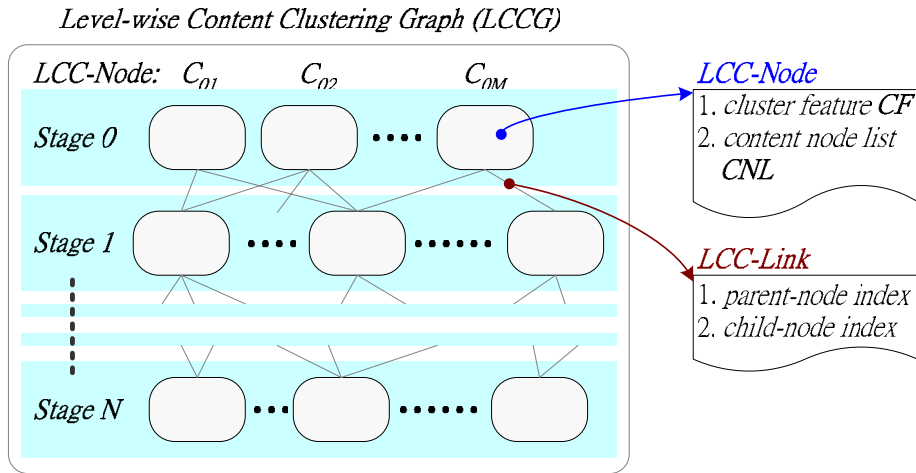 Level-wise Content Clustering Graph (LCCG)
LCC-Node: C01 C02 C0M
Stage 0
Stage 1
Stage N
LCC-Node
1. cluster feature CF
2. content node list
CNL
LCC-Link
1. parent-node index
2. child-node index